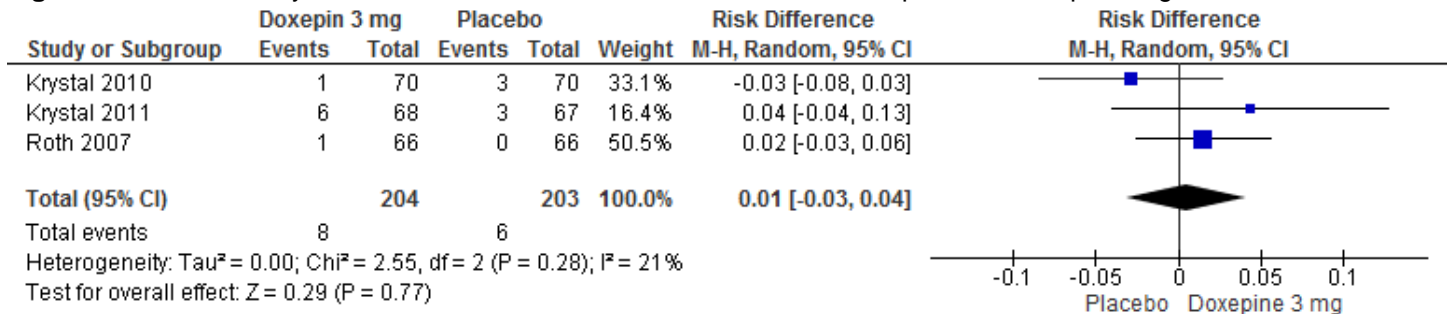 Doxepin 3 mg Placebo Risk Difference Risk Difference
Study or Subgroup Events Total Events Total Weight M-H, Random, 95% CI M-H, Random, 95% CI
Krystal 2010 1 70 3 70 33.1% -0.03 [-0.08, 0.03]
Krystal 2011 6 68 3 67 16.4% 0.04 [-0.04, 0.13]
Roth 2007 1 66 0 66 50.5% 0.02 [-0.03, 0.06]
Total (95% CI) 204 203 100.0% 0.01 [-0.03, 0.04]
Total events 8 6
Heterogeneity: Tau² = 0.00; Chi² = 2.55, df = 2 (P = 0.28); I² = 21%
Test for overall effect: Z = 0.29 (P = 0.77)
-0.1 -0.05 0 0.05 0.1
Placebo Doxepine 3 mg